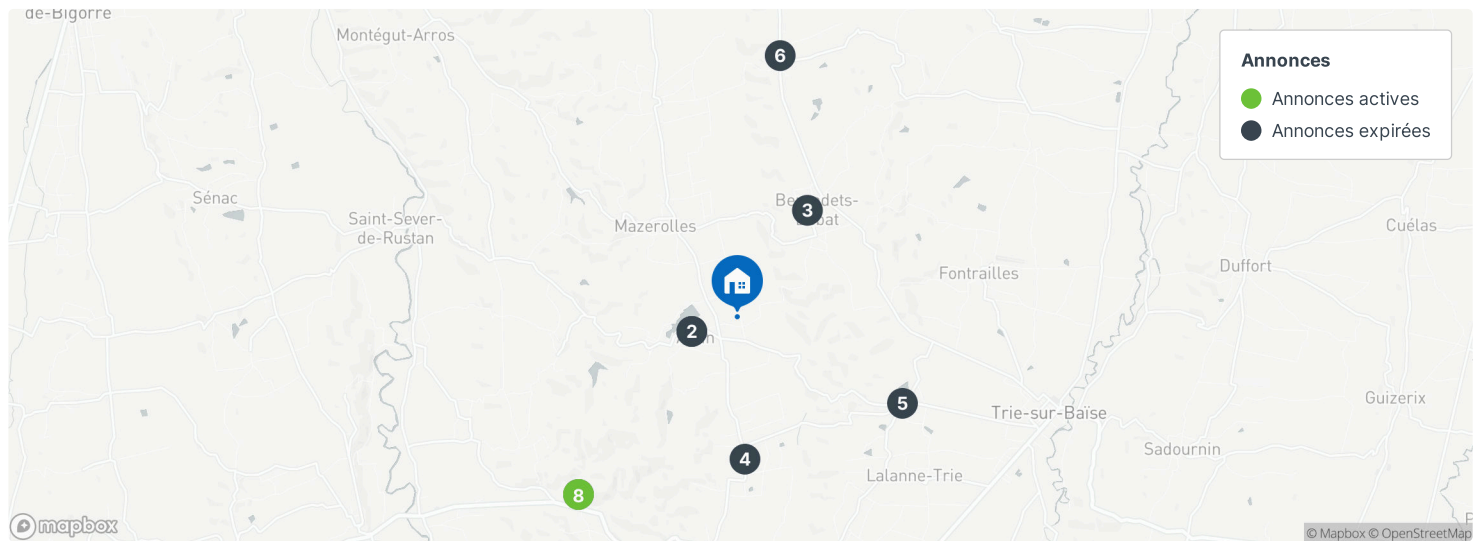 de-Bigorre
Montégut-Arros
6
Annonces
Annonces actives
Annonces expirées
Sénac
Saint-Sever-
de-Rustan
Mazerolles
3
Cuélas
Duffort
Fontrailles
2
5
Guizerix
Trie-sur-Baïse
Sadournin
4
Lalanne-Trie
8
mapbox
© Mapbox © OpenStreetMap